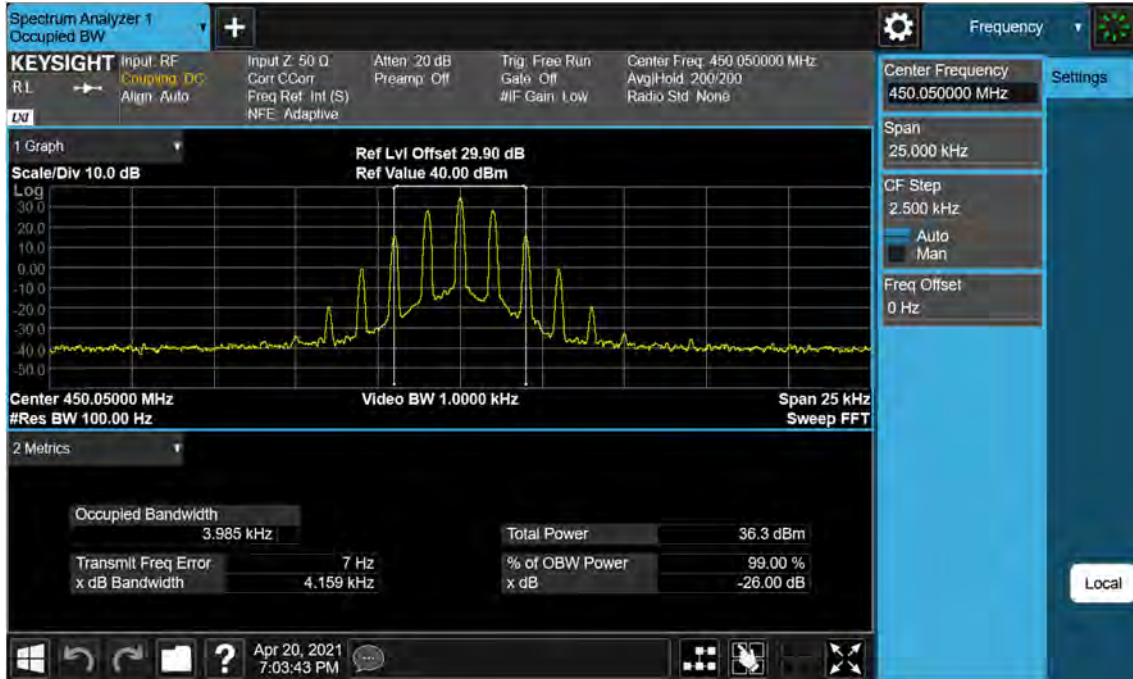 Spectrum Analyzer 1
Occupied BW
Frequency
KEYSIGHT
R L
LXI
Input: RF
Coupling: DC
Align: Auto
Input Z: 50 Ω
Corr CCorr
Freq Ref: Int (S)
NFE: Adaptive
Atten: 20 dB
Preamp: Off
Trig: Free Run
Gate: Off
#IF Gain: Low
Center Freq: 450.050000 MHz
Avg|Hold: 200/200
Radio Std: None
Center Frequency
450.050000 MHz
Settings
Span
25.000 kHz
CF Step
2.500 kHz
Auto
Man
Freq Offset
0 Hz
1 Graph
Scale/Div 10.0 dB
Ref Lvl Offset 29.90 dB
Ref Value 40.00 dBm
Log
30.0
20.0
10.0
0.00
-10.0
-20.0
-30.0
-40.0
-50.0
Center 450.05000 MHz
#Res BW 100.00 Hz
Video BW 1.0000 kHz
Span 25 kHz
Sweep FFT
2 Metrics
Occupied Bandwidth
3.985 kHz
Transmit Freq Error 7 Hz
x dB Bandwidth 4.159 kHz
Total Power 36.3 dBm
% of OBW Power 99.00 %
x dB -26.00 dB
Local
?
Apr 20, 2021
7:03:43 PM